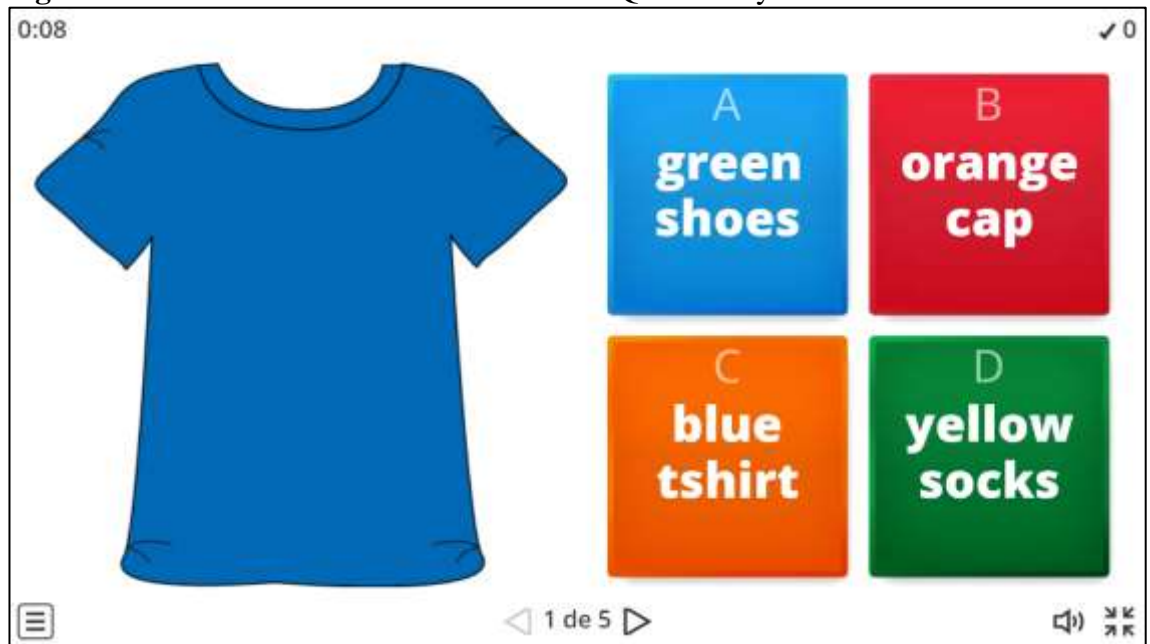 0:08
✓ 0
A
green
shoes
B
orange
cap
C
blue
tshirt
D
yellow
socks
1 de 5